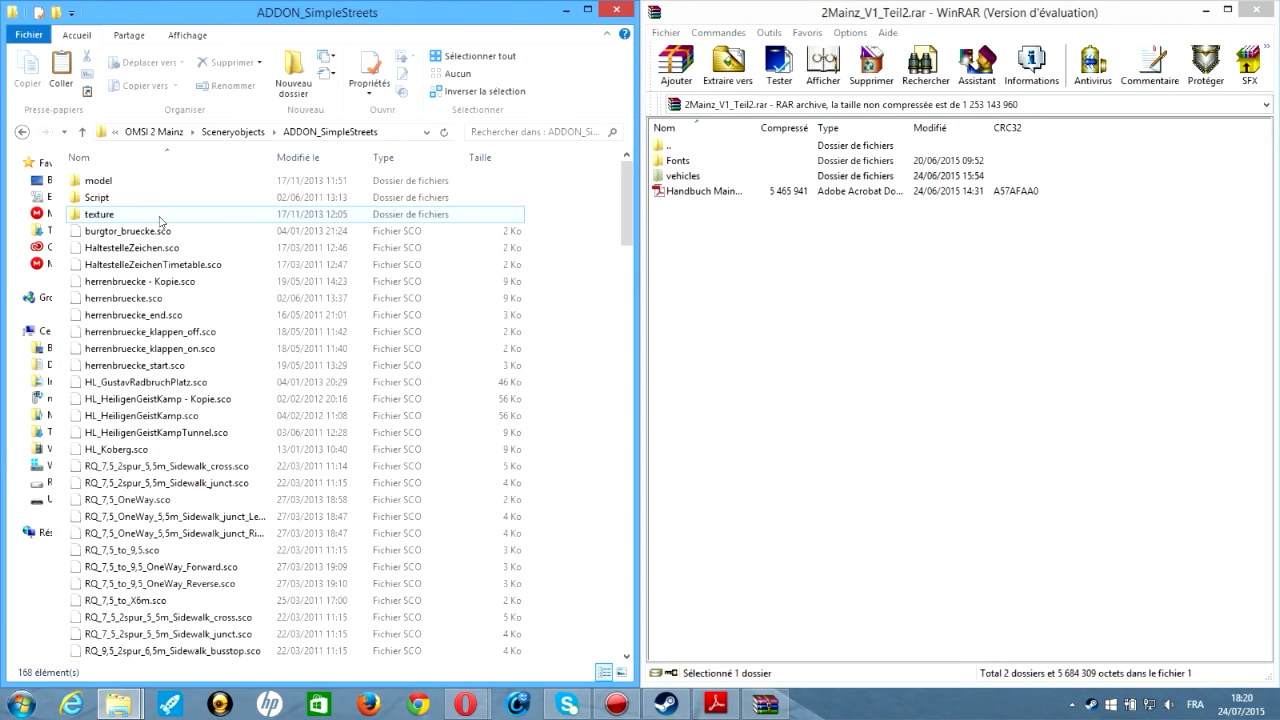 ADDON_SimpleStreets
Fichier
Accueil
Partage
Affichage
Copier
Coller
Déplacer vers
Copier vers
Supprimer
Renommer
Nouveau
dossier
Propriétés
Sélectionner tout
Aucun
Inverser la sélection
Presse-papiers
Organiser
Nouveau
Ouvrir
Sélectionner
« OMSI 2 Mainz
Sceneryobjects
ADDON_SimpleStreets
Rechercher dans : ADDON_Si...
Nom Modifié le Type Taille
model 17/11/2013 11:51 Dossier de fichiers
Script 02/06/2011 13:13 Dossier de fichiers
texture 17/11/2013 12:05 Dossier de fichiers
burgtor_bruecke.sco 04/01/2013 21:24 Fichier SCO 2 Ko
HaltestelleZeichen.sco 17/03/2011 12:46 Fichier SCO 2 Ko
HaltestelleZeichenTimetable.sco 17/03/2011 12:47 Fichier SCO 2 Ko
herrenbruecke - Kopie.sco 19/05/2011 14:23 Fichier SCO 9 Ko
herrenbruecke.sco 02/06/2011 13:37 Fichier SCO 9 Ko
herrenbruecke_end.sco 16/05/2011 21:01 Fichier SCO 3 Ko
herrenbruecke_klappen_off.sco 18/05/2011 11:42 Fichier SCO 2 Ko
herrenbruecke_klappen_on.sco 18/05/2011 11:40 Fichier SCO 2 Ko
herrenbruecke_start.sco 19/05/2011 13:29 Fichier SCO 3 Ko
HL_GustavRadbruchPlatz.sco 04/01/2013 20:29 Fichier SCO 46 Ko
HL_HeiligenGeistKamp - Kopie.sco 02/02/2012 20:16 Fichier SCO 56 Ko
HL_HeiligenGeistKamp.sco 04/02/2012 11:08 Fichier SCO 56 Ko
HL_HeiligenGeistKampTunnel.sco 03/06/2011 12:28 Fichier SCO 9 Ko
HL_Koberg.sco 13/01/2013 10:40 Fichier SCO 9 Ko
RQ_7,5_2spur_5,5m_Sidewalk_cross.sco 22/03/2011 11:14 Fichier SCO 5 Ko
RQ_7,5_2spur_5,5m_Sidewalk_junct.sco 22/03/2011 11:15 Fichier SCO 4 Ko
RQ_7,5_OneWay.sco 27/03/2013 18:58 Fichier SCO 2 Ko
RQ_7,5_OneWay_5,5m_Sidewalk_junct_Le... 27/03/2013 18:47 Fichier SCO 4 Ko
RQ_7,5_OneWay_5,5m_Sidewalk_junct_Ri... 27/03/2013 18:47 Fichier SCO 4 Ko
RQ_7,5_to_9,5.sco 22/03/2011 11:15 Fichier SCO 3 Ko
RQ_7,5_to_9,5_OneWay_Forward.sco 27/03/2013 19:09 Fichier SCO 3 Ko
RQ_7,5_to_9,5_OneWay_Reverse.sco 27/03/2013 19:10 Fichier SCO 3 Ko
RQ_7,5_to_X6m.sco 25/03/2011 17:00 Fichier SCO 2 Ko
RQ_7_5_2spur_5_5m_Sidewalk_cross.sco 22/03/2011 11:15 Fichier SCO 5 Ko
RQ_7_5_2spur_5_5m_Sidewalk_junct.sco 22/03/2011 11:15 Fichier SCO 4 Ko
RQ_9,5_2spur_6,5m_Sidewalk_busstop.sco 22/03/2011 11:15 Fichier SCO 3 Ko
168 élément(s)
Fav
Gro
Ce
Rés
2Mainz_V1_Teil2.rar - WinRAR (Version d'évaluation)
Fichier Commandes Outils Favoris Options Aide
Ajouter
Extraire vers
Tester
Afficher
Supprimer
Rechercher
Assistant
Informations
Antivirus
Commentaire
Protéger
SFX
2Mainz_V1_Teil2.rar - RAR archive, la taille non compressée est de 1 253 143 960
Nom Compressé Type Modifié CRC32
.. Dossier de fichiers
Fonts Dossier de fichiers 20/06/2015 09:52
vehicles Dossier de fichiers 24/06/2015 15:54
Handbuch Main... 5 465 941 Adobe Acrobat Do... 24/06/2015 14:31 A57AFAA0
Sélectionné 1 dossier
Total 2 dossiers et 5 684 309 octets dans fichier 1
hp
FRA
18:20
24/07/2015